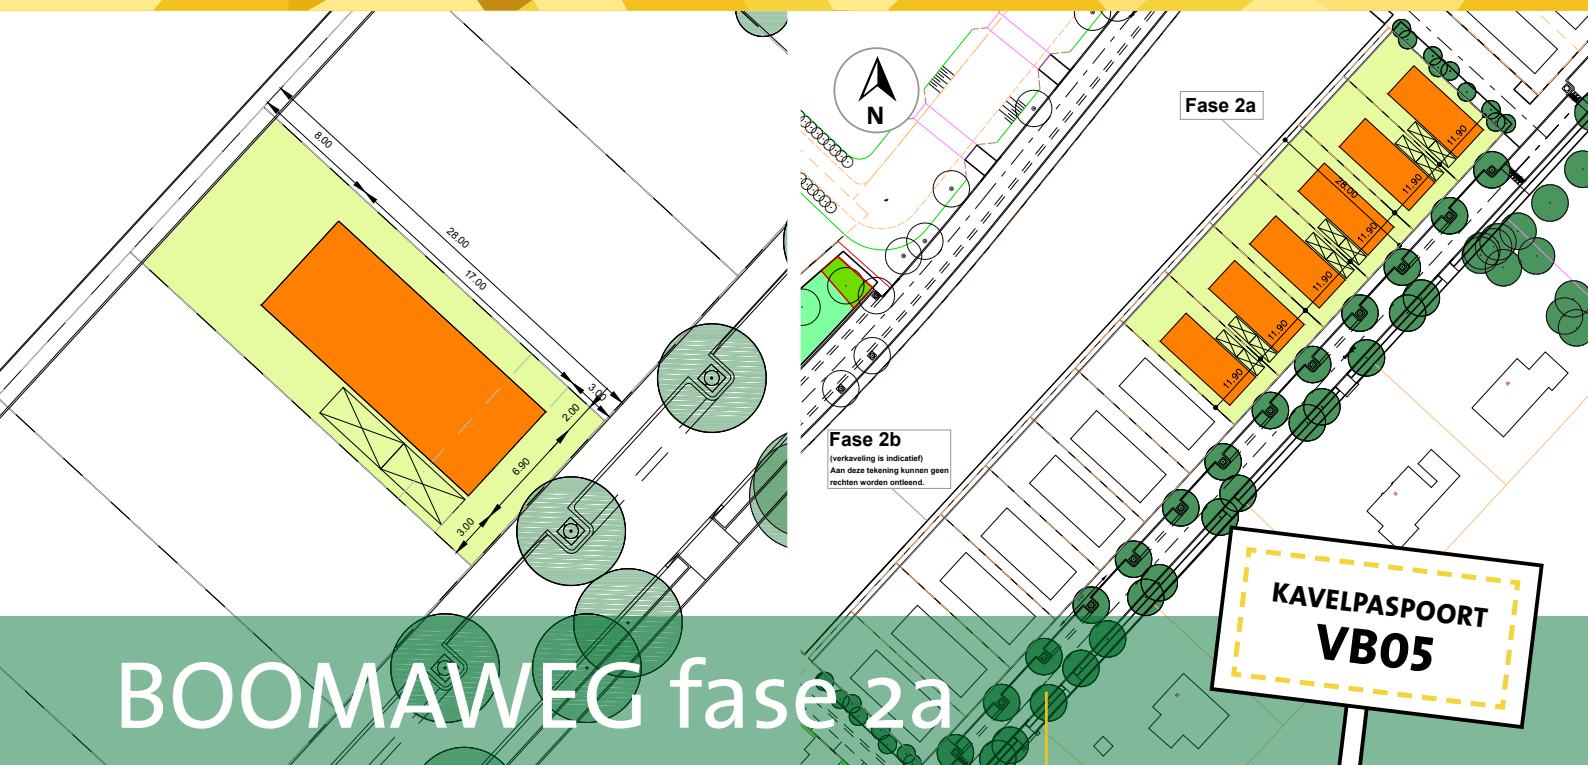 8.00
28.00
17.00
3.00
2.00
6.90
3.00
N
Fase 2a
11.90
11.90
28.00
11.90
11.90
11.90
11.90
Fase 2b
(verkaveling is indicatief)
Aan deze tekening kunnen geen
rechten worden ontleend.
KAVELPASPOORT
VB05
BOOMAWEG fase 2a